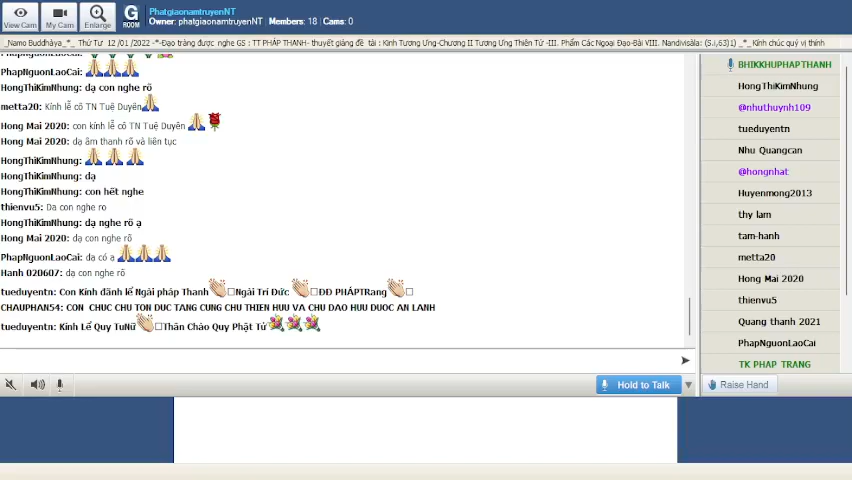 PhatgiaonamtruyenNT
Owner: phatgiaonamtruyenNT | Members: 18 | Cams: 0
View Cam
My Cam
Enlarge
G
ROOM
_Namo Buddhàya_*_ Thứ Tư 12 /01 /2022 -*-Đạo tràng được nghe GS : TT PHÁP THANH- thuyết giảng đề tài : Kinh Tương Ưng-Chương II Tương Ưng Thiên Tử -III. Phẩm Các Ngoại Đạo-Bài VIII. Nandivisàla: (S.i,63)1) _*_ Kính chúc quý vị thính
PhapNguonLaoCai:
HongThiKimNhung: dạ con nghe rõ
metta20: Kính lễ cô TN Tuệ Duyên
Hong Mai 2020: con kính lễ cô TN Tuệ Duyên
Hong Mai 2020: dạ âm thanh rõ và liên tục
HongThiKimNhung:
HongThiKimNhung: dạ
HongThiKimNhung: con hết nghe
thienvu5: Da con nghe ro
HongThiKimNhung: dạ nghe rõ ạ
Hong Mai 2020: dạ con nghe rõ
PhapNguonLaoCai: dạ có a
Hanh 020607: dạ con nghe rõ
tueduyentn: Con Kính đãnh lể Ngài pháp Thanh Ngài Trí Đức ĐĐ PHÁPTRang
CHAUPHAN54: CON CHUC CHU TON DUC TANG CUNG CHU THIEN HUU VA CHU DAO HUU DUOC AN LANH
tueduyentn: Kính Lể Quy TuNữ Thân Chào Quy Phật Tử
Hold to Talk
BHIKKHUPHAPTHANH
HongThiKimNhung
@nhuthuynh109
tueduyentn
Nhu Quangcan
@hongnhat
Huyenmong2013
thy lam
tam-hanh
metta20
Hong Mai 2020
thienvu5
Quang thanh 2021
PhapNguonLaoCai
TK PHAP TRANG
Raise Hand